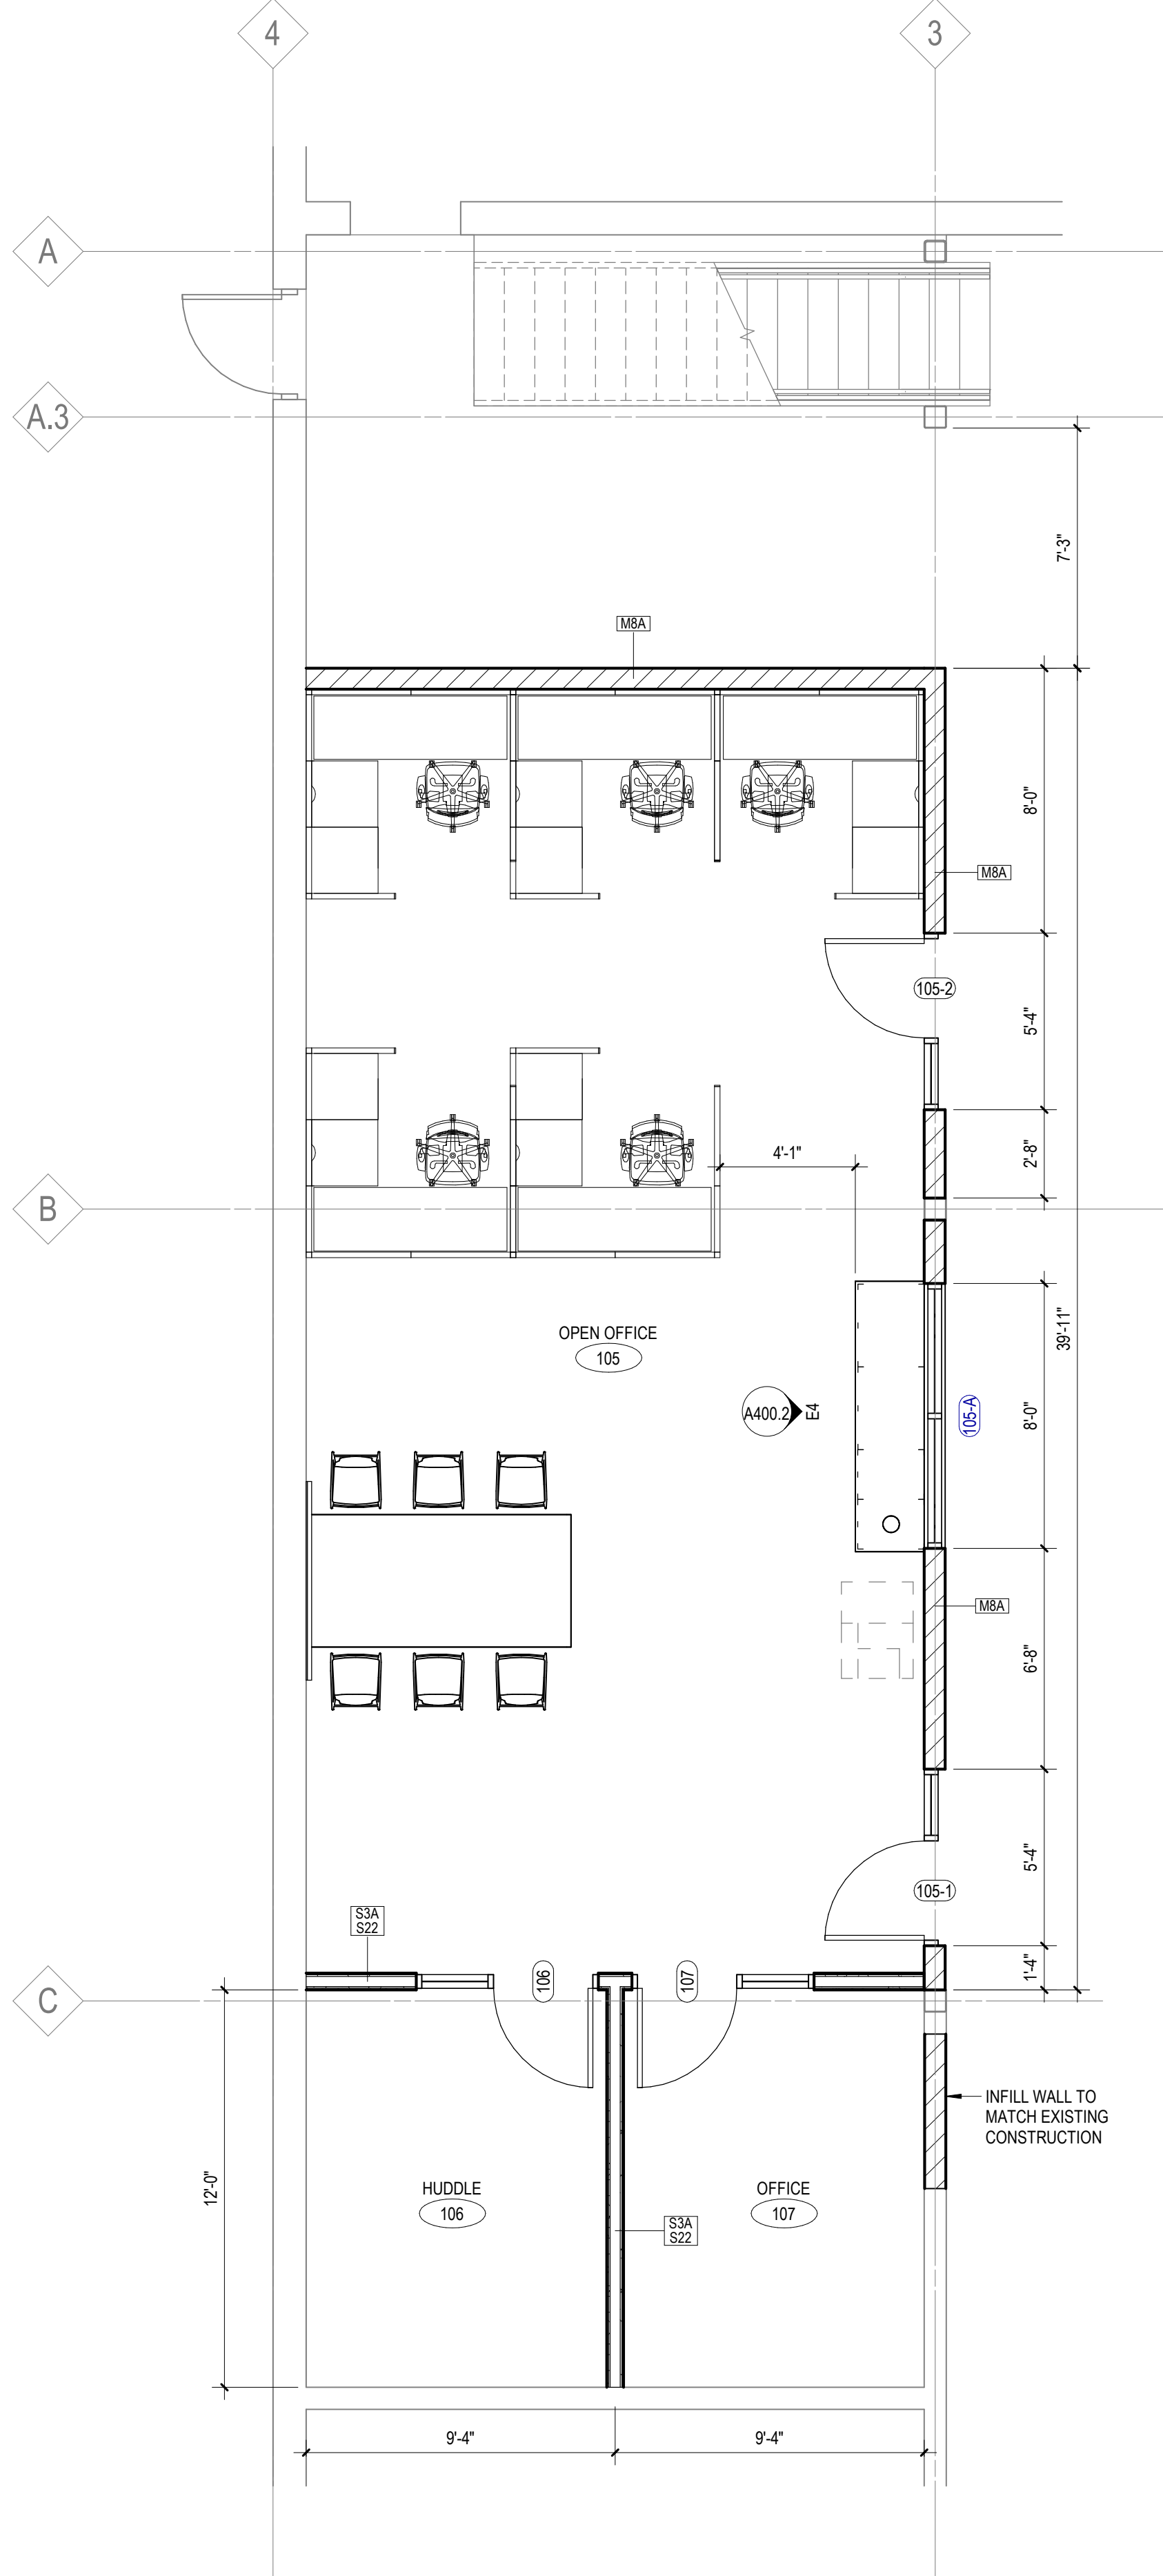 4
3
A
A.3
7'-3"
M8A
8'-0"
M8A
105-2
5'-4"
2'-8"
4'-1"
B
39'-11"
OPEN OFFICE
105
A400.2
E4
105-A
8'-0"
M8A
6'-8"
5'-4"
105-1
S3A
S22
106
107
1'-4"
C
INFILL WALL TO
MATCH EXISTING
CONSTRUCTION
12'-0"
HUDDLE
106
OFFICE
107
S3A
S22
9'-4"
9'-4"